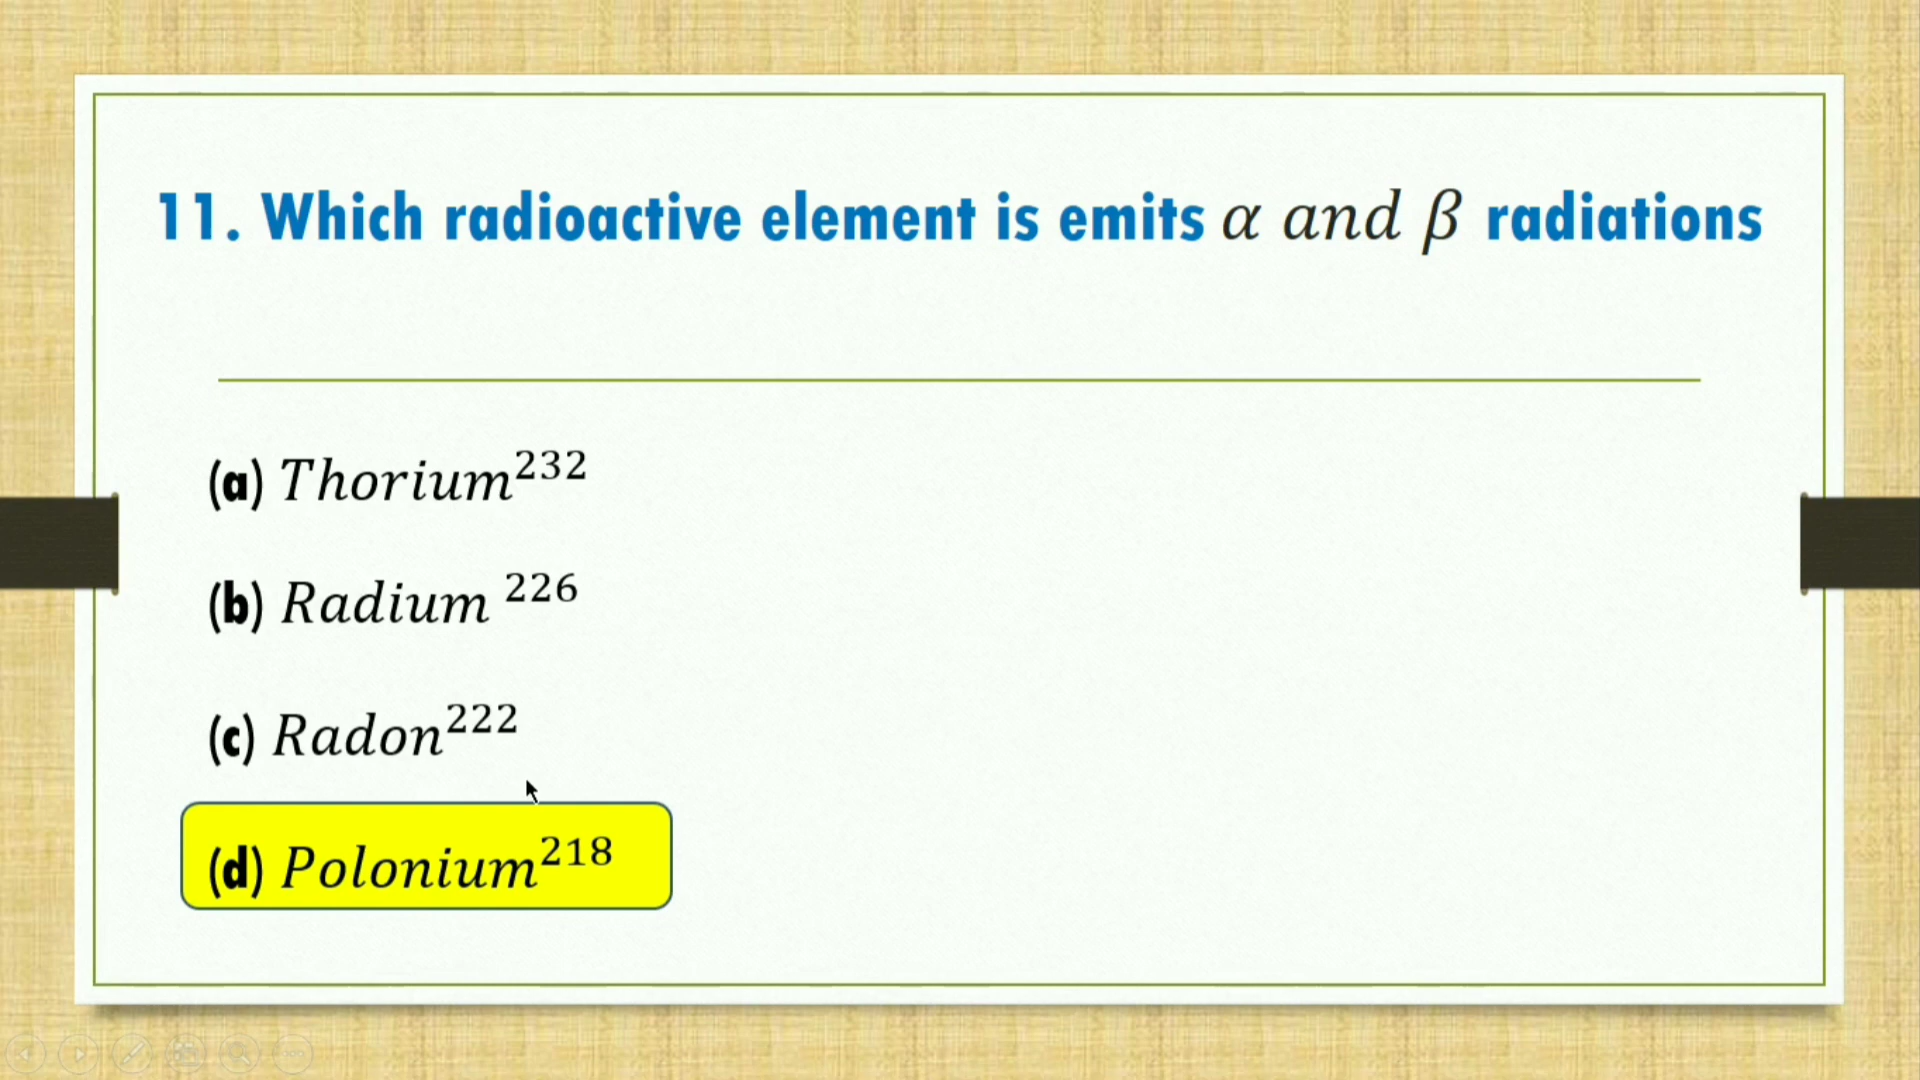 11. Which radioactive element is emits α and β radiations
(a) Thorium²³²
(b) Radium ²²⁶
(c) Radon²²²
(d) Polonium²¹⁸